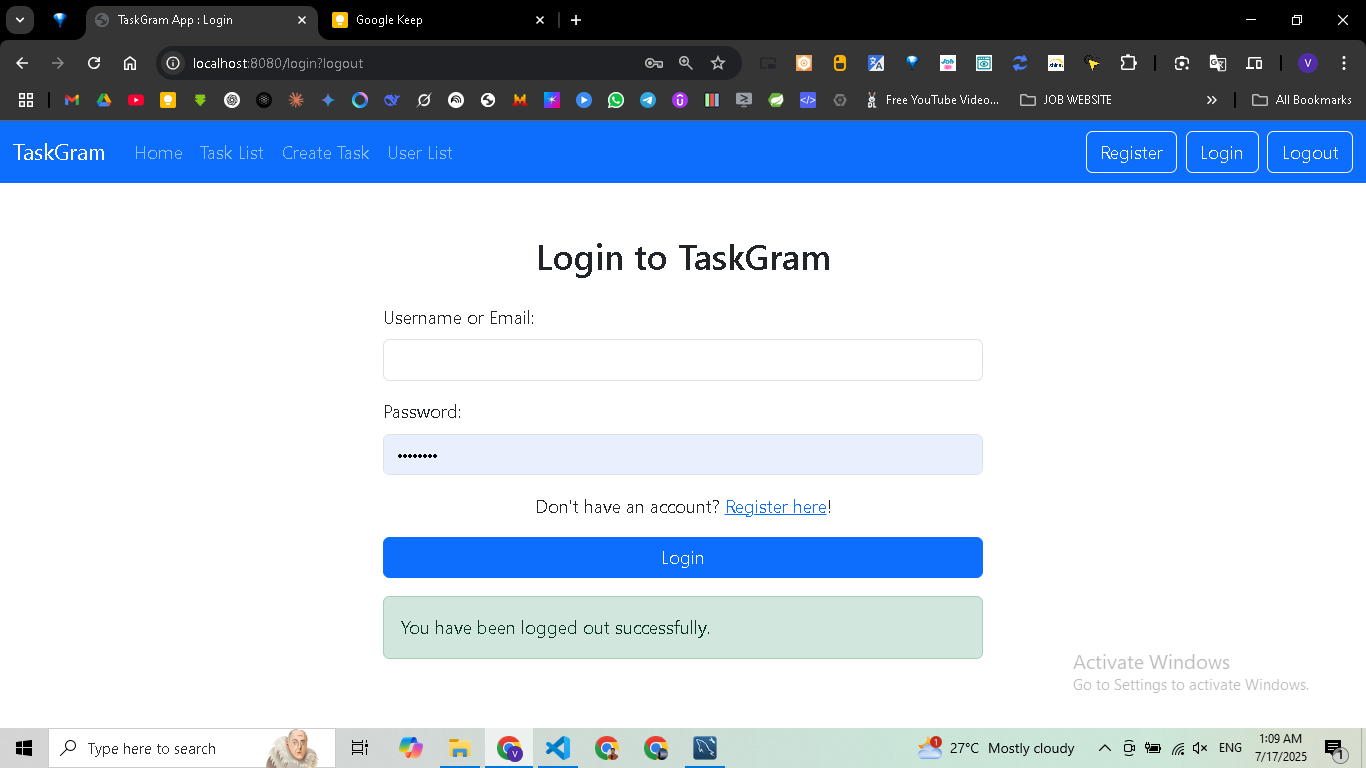 TaskGram App : Login
Google Keep
localhost:8080/login?logout
V
Free YouTube Video...
JOB WEBSITE
All Bookmarks
TaskGram
Home
Task List
Create Task
User List
Register
Login
Logout
Login to TaskGram
Username or Email:
Password:
••••••••
Don't have an account? Register here!
Login
You have been logged out successfully.
Activate Windows
Go to Settings to activate Windows.
Type here to search
V
1
27°C Mostly cloudy
ENG
1:09 AM
7/17/2025
1